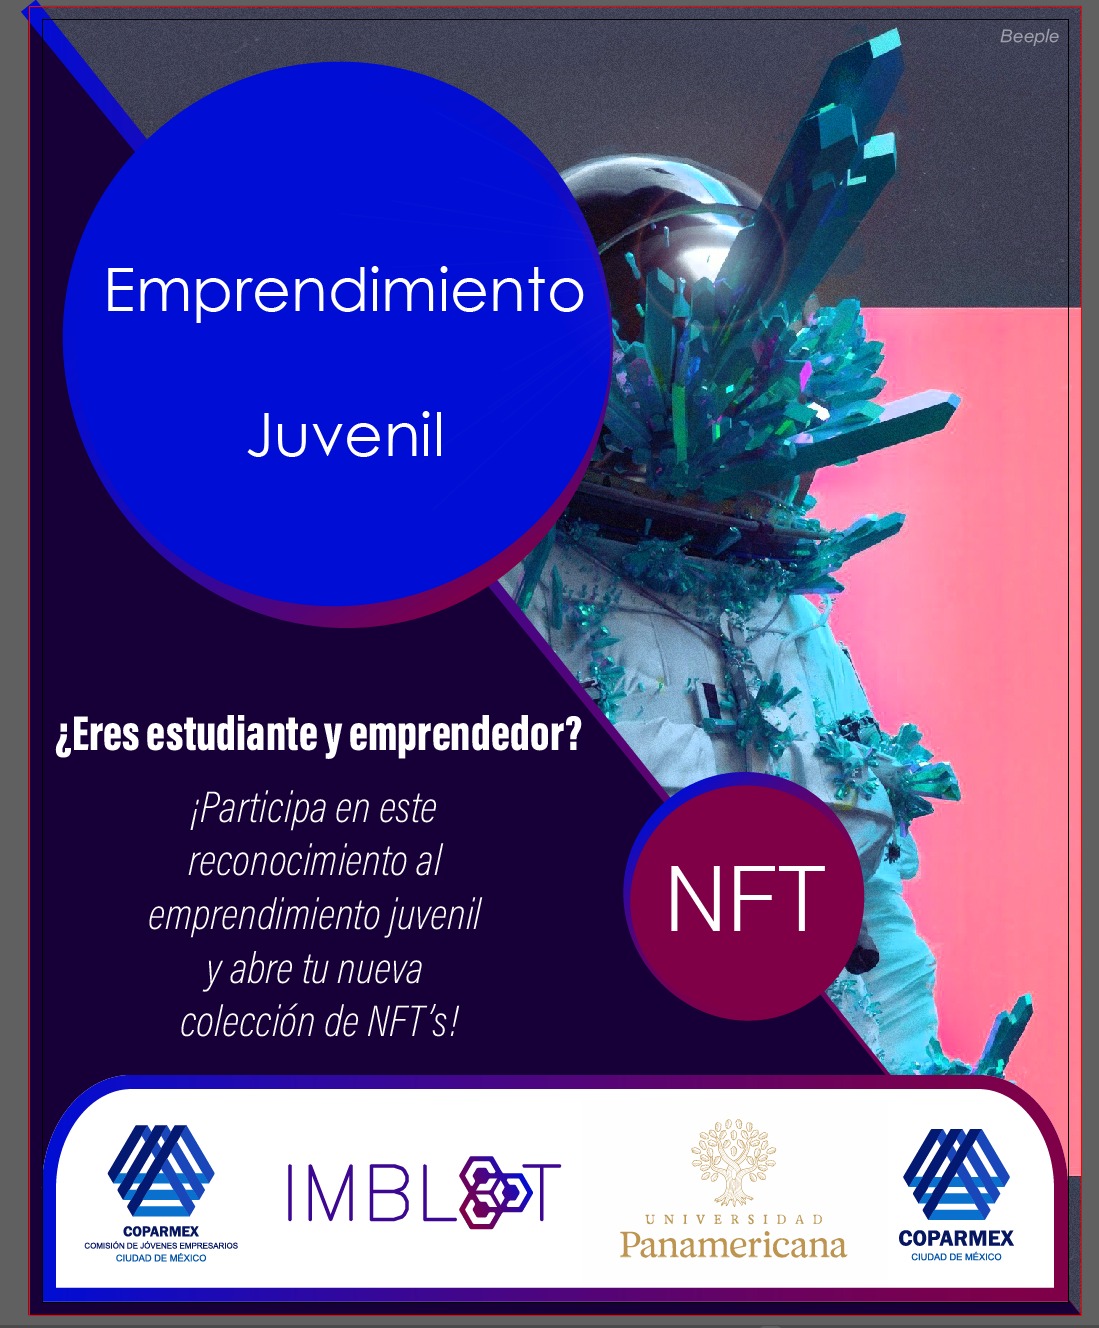 Beeple
Emprendimiento
Juvenil
¿Eres estudiante y emprendedor?
¡Participa en este
reconocimiento al
emprendimiento juvenil
y abre tu nueva
colección de NFT's!
NFT
COPARMEX
COMISIÓN DE JÓVENES EMPRESARIOS
CIUDAD DE MÉXICO
IMBLOT
UNIVERSIDAD
Panamericana
COPARMEX
CIUDAD DE MÉXICO